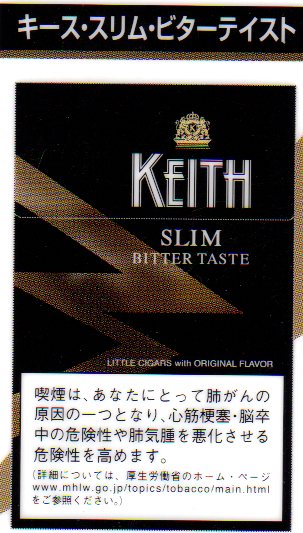 キース・スリム・ビターテイスト
K
KEITH
SLIM
BITTER TASTE
LITTLE CIGARS with ORIGINAL FLAVOR
喫煙は、あなたにとって肺がんの
原因の一つとなり、心筋梗塞・脳卒
中の危険性や肺気腫を悪化させる
危険性を高めます。
(詳細については、厚生労働省のホーム・ページ
www.mhlw.go.jp/topics/tobacco/main.html
をご参照ください。)